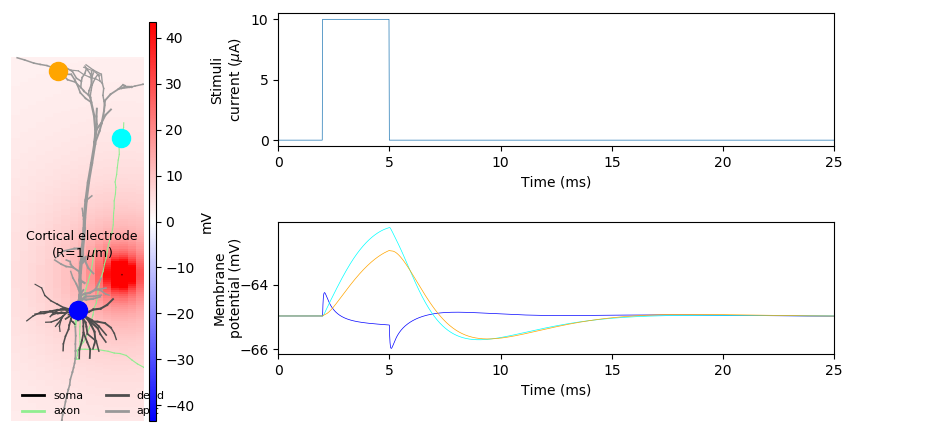 Cortical electrode
(R=1 μm)
soma
axon
dend
apic
40
30
20
10
0
−10
−20
−30
−40
mV
10
5
0
Stimuli
current (μA)
0 5 10 15 20 25
Time (ms)
−64
−66
Membrane
potential (mV)
0 5 10 15 20 25
Time (ms)